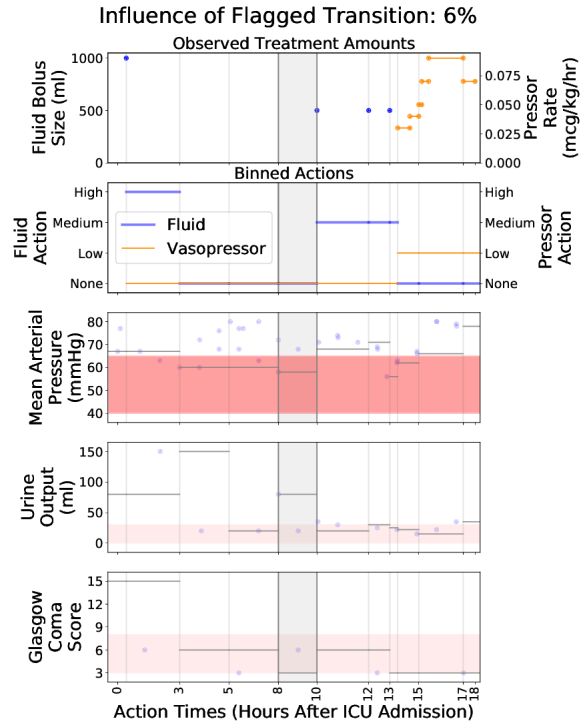 Influence of Flagged Transition: 6%
Observed Treatment Amounts
Fluid Bolus
Size (ml)
1000
500
0
0.075
0.050
0.025
0.000
Pressor
Rate
(mcg/kg/hr)
Binned Actions
Fluid
Action
High
Medium
Low
None
Fluid
Vasopressor
High
Medium
Low
None
Pressor
Action
Mean Arterial
Pressure
(mmHg)
80
70
60
50
40
Urine
Output
(ml)
150
100
50
0
Glasgow
Coma
Score
15
12
9
6
3
0 3 5 8 10 12 13 15 17 18
Action Times (Hours After ICU Admission)